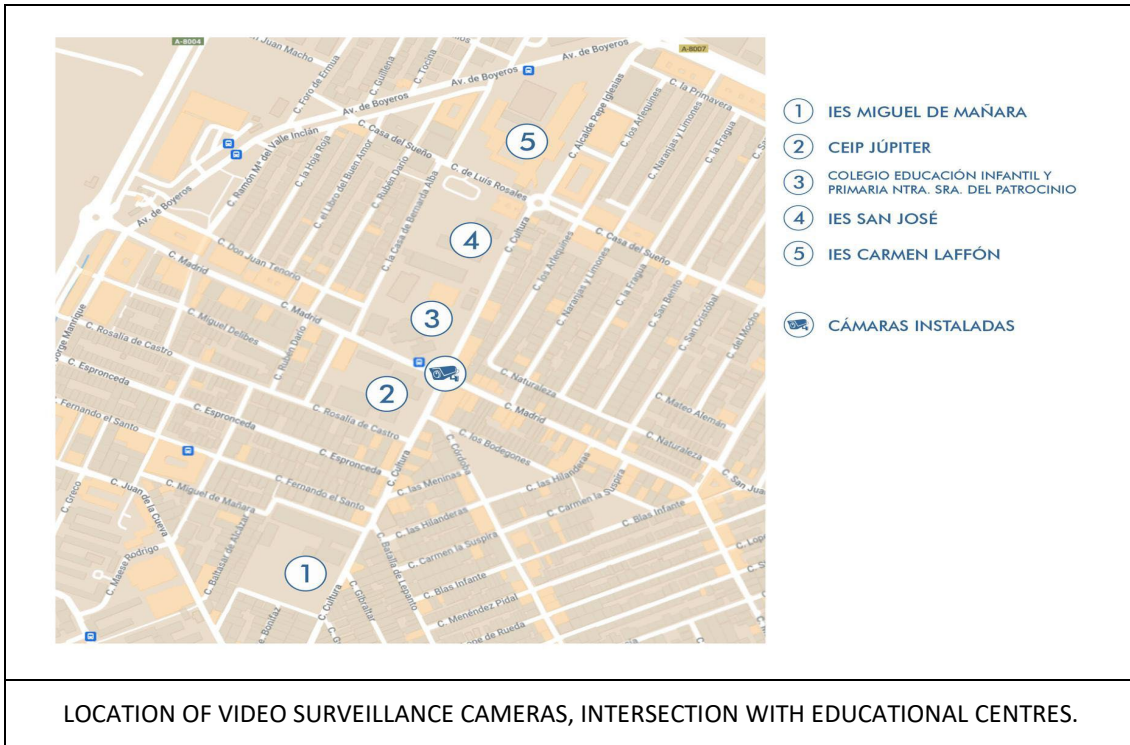 A-8004
A-8007
C. Juan Macho
C. Foro de Ermua
C. Guillena
C. Tocina
Av. de Boyeros
Av. de Boyeros
Av. de Boyeros
C. Alcalde Pepe Iglesias
C. la Primavera
C. los Arlequines
C. Naranjas y Limones
C. la Fragua
C. Ramón Mª del Valle Inclán
C. la Hoja Roja
C. el Libro del Buen Amor
C. Rubén Darío
C. Casa del Sueño
C. de Luis Rosales
C. la Casa de Bernarda Alba
C. Cultura
C. Casa del Sueño
C. Don Juan Tenorio
C. Madrid
C. Madrid
C. los Arlequines
C. Naranjas y Limones
C. la Fragua
C. San Benito
C. San Cristóbal
C. del Mocho
Jorge Manrique
C. Rosalía de Castro
C. Miguel Delibes
C. Rubén Darío
C. Espronceda
C. Espronceda
C. Rosalía de Castro
C. Espronceda
C. Naturaleza
C. Madrid
C. Mateo Alemán
C. Naturaleza
C. San Jua
Fernando el Santo
C. Fernando el Santo
C. Miguel de Mañara
C. Juan de la Cueva
C. Greco
C. Maese Rodrigo
C. Baltasar de Alcázar
C. Cultura
C. Córdoba
C. los Bodegones
C. las Meninas
C. las Hilanderas
C. las Hilanderas
C. Carmen la Suspira
C. Carmen la Suspira
C. Blas Infante
C. Blas Infante
C. Batalla de Lepanto
C. Menéndez Pidal
C. Gibraltar
C. Cultura
e. Bonifaz
de Rueda
C. Lope
5
4
3
2
1
1 IES MIGUEL DE MAÑARA
2 CEIP JÚPITER
3 COLEGIO EDUCACIÓN INFANTIL Y
PRIMARIA NTRA. SRA. DEL PATROCINIO
4 IES SAN JOSÉ
5 IES CARMEN LAFFÓN
CÁMARAS INSTALADAS
LOCATION OF VIDEO SURVEILLANCE CAMERAS, INTERSECTION WITH EDUCATIONAL CENTRES.